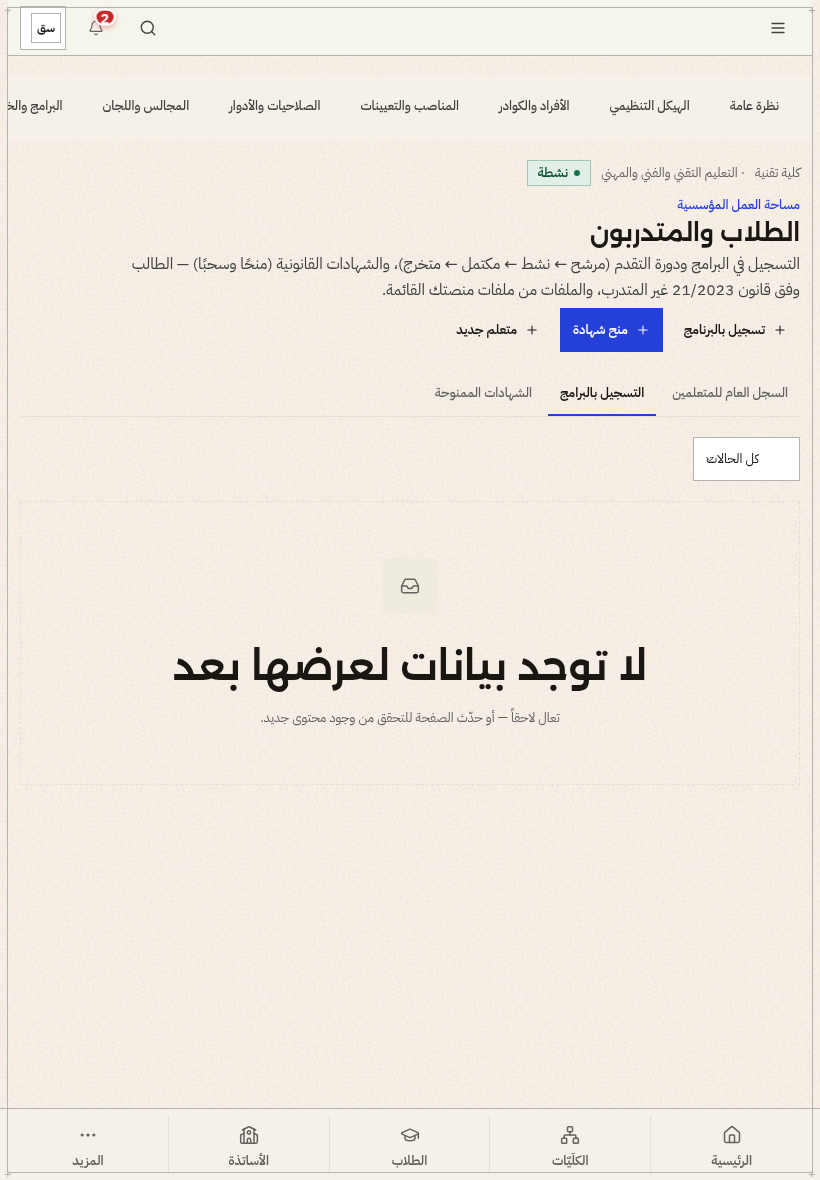 سق
2
نظرة عامة
الهيكل التنظيمي
الأفراد والكوادر
المناصب والتعيينات
الصلاحيات والأدوار
المجالس واللجان
البرامج والخ
كلية تقنية · التعليم التقني والفني والمهني
نشطة
مساحة العمل المؤسسية
الطلاب والمتدربون
التسجيل في البرامج ودورة التقدم (مرشح ← نشط ← مكتمل ← متخرج)، والشهادات القانونية (منحًا وسحبًا) — الطالب
وفق قانون 21/2023 غير المتدرب، والملفات من ملفات منصتك القائمة.
تسجيل بالبرنامج
منح شهادة
متعلم جديد
السجل العام للمتعلمين
التسجيل بالبرامج
الشهادات الممنوحة
كل الحالات
لا توجد بيانات لعرضها بعد
تعال لاحقاً — أو حدّث الصفحة للتحقق من وجود محتوى جديد.
الرئيسية
الكليّات
الطلاب
الأساتذة
المزيد